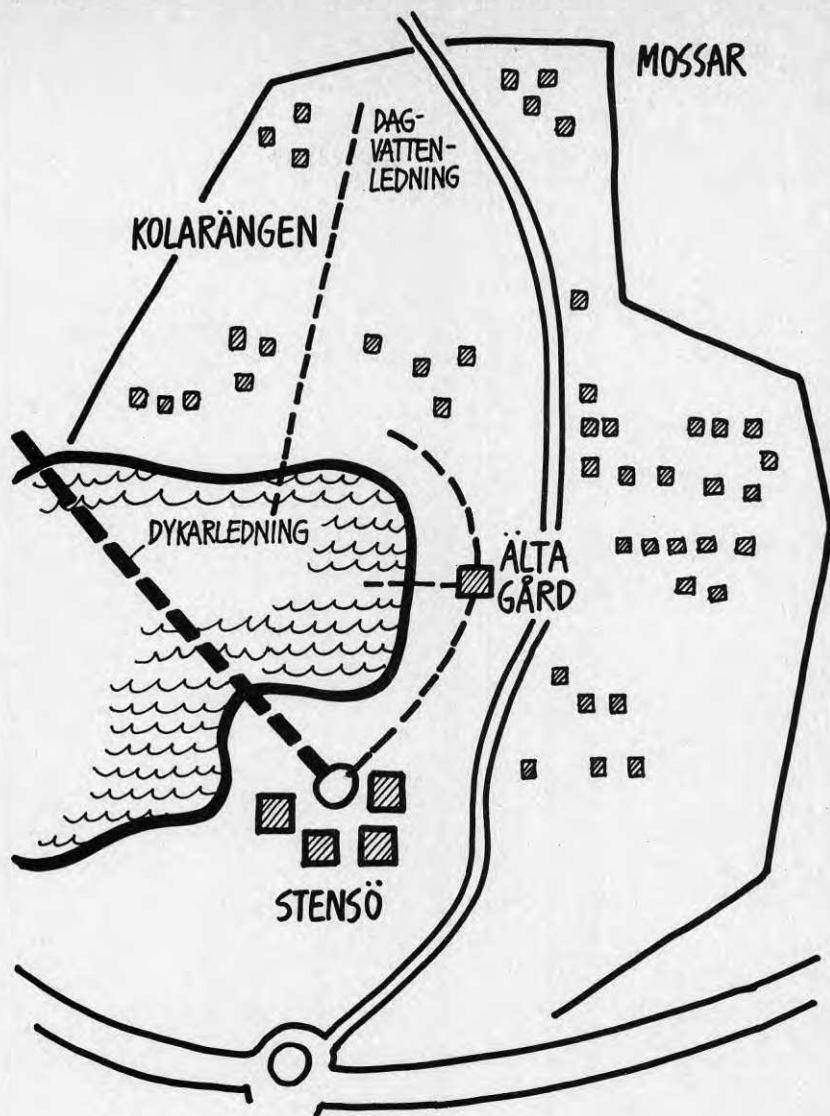 MOSSAR
DAG-
VATTEN-
LEDNING
KOLARÄNGEN
DYKARLEDNING
ÄLTA
GÅRD
STENSÖ